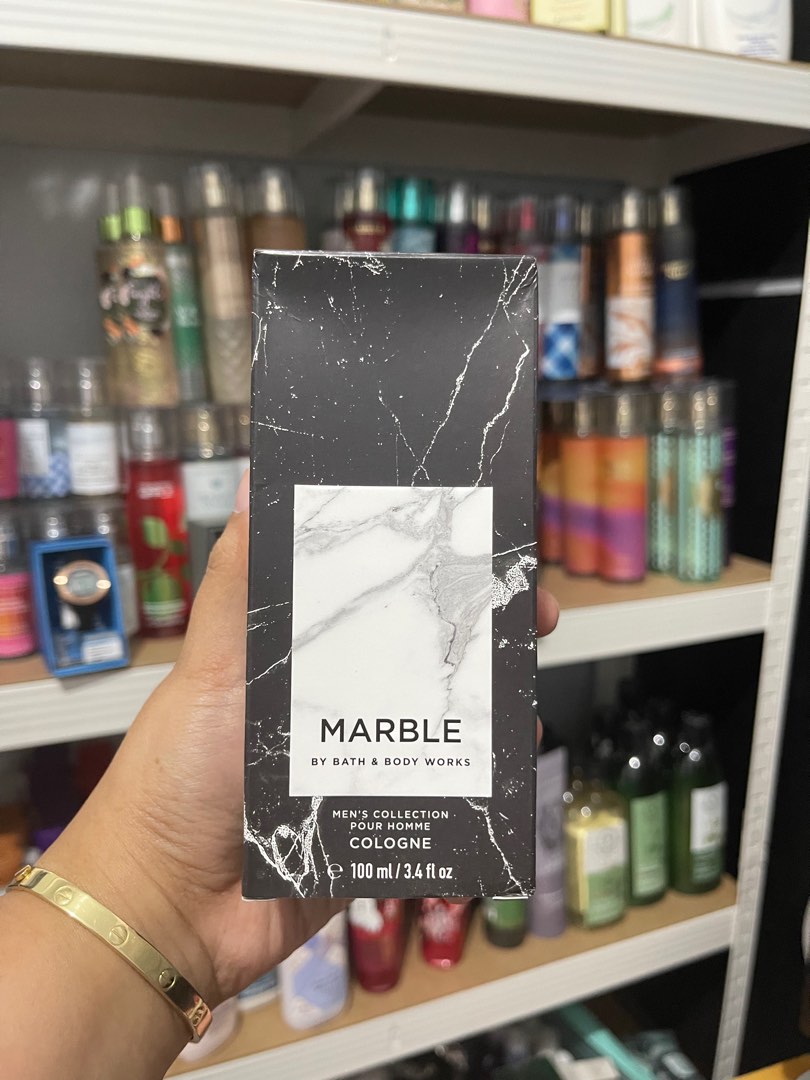 MARBLE
BY BATH & BODY WORKS
MEN'S COLLECTION
POUR HOMME
COLOGNE
℮ 100 ml / 3.4 fl oz